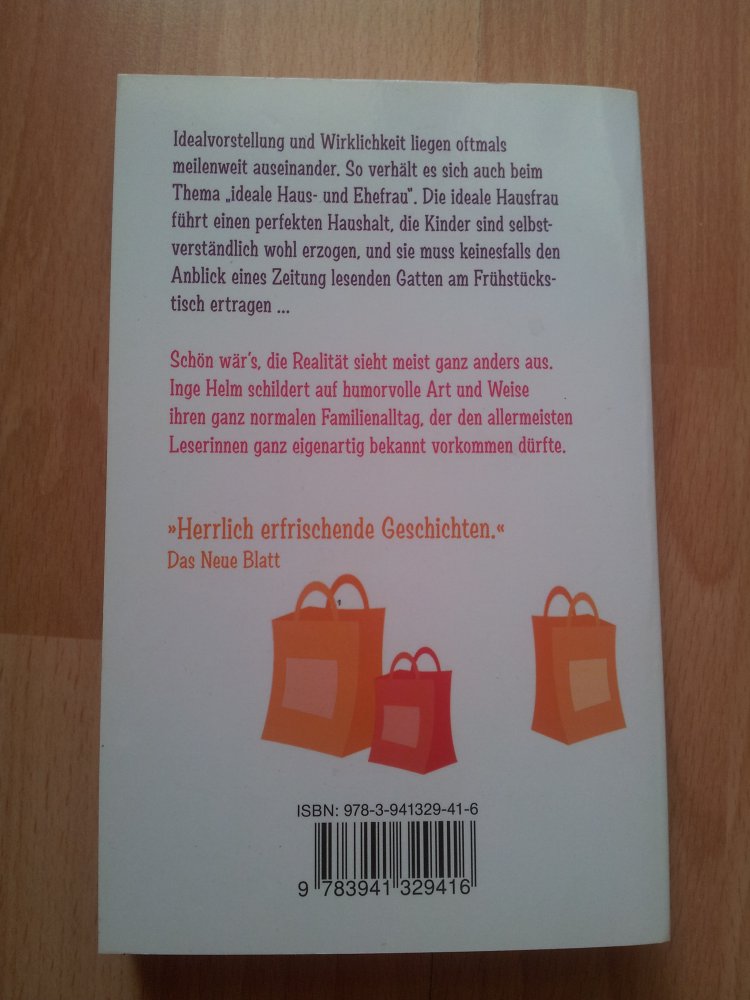 Idealvorstellung und Wirklichkeit liegen oftmals
meilenweit auseinander. So verhält es sich auch beim
Thema „ideale Haus- und Ehefrau". Die ideale Hausfrau
führt einen perfekten Haushalt, die Kinder sind selbst-
verständlich wohl erzogen, und sie muss keinesfalls den
Anblick eines Zeitung lesenden Gatten am Frühstücks-
tisch ertragen ...
Schön wär's, die Realität sieht meist ganz anders aus.
Inge Helm schildert auf humorvolle Art und Weise
ihren ganz normalen Familienalltag, der den allermeisten
Leserinnen ganz eigenartig bekannt vorkommen dürfte.
»Herrlich erfrischende Geschichten.«
Das Neue Blatt
ISBN: 978-3-941329-41-6
9 783941 329416